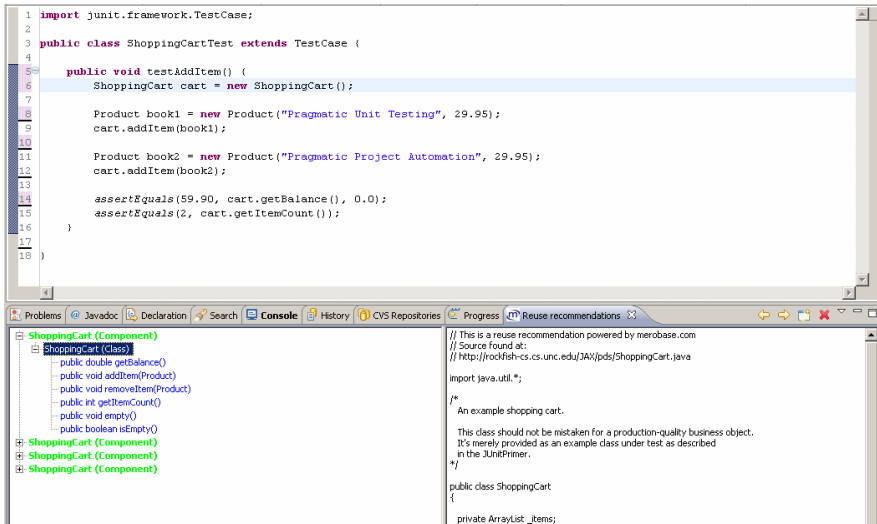 1 import junit.framework.TestCase;
2
3 public class ShoppingCartTest extends TestCase {
4
5 public void testAddItem() {
6 ShoppingCart cart = new ShoppingCart();
7
8 Product book1 = new Product("Pragmatic Unit Testing", 29.95);
9 cart.addItem(book1);
10
11 Product book2 = new Product("Pragmatic Project Automation", 29.95);
12 cart.addItem(book2);
13
14 assertEquals(59.90, cart.getBalance(), 0.0);
15 assertEquals(2, cart.getItemCount());
16 }
17
18 }
Problems @ Javadoc Declaration Search Console History CVS Repositories Progress m Reuse recommendations
ShoppingCart (Component)
ShoppingCart (Class)
public double getBalance()
public void addItem(Product)
public void removeItem(Product)
public int getItemCount()
public void empty()
public boolean isEmpty()
ShoppingCart (Component)
ShoppingCart (Component)
ShoppingCart (Component)
// This is a reuse recommendation powered by merobase.com
// Source found at:
// http://rockfish-cs.cs.unc.edu/JAX/pds/ShoppingCart.java
import java.util.*;
/*
An example shopping cart.
This class should not be mistaken for a production-quality business object.
It's merely provided as an example class under test as described
in the JUnitPrimer.
*/
public class ShoppingCart
{
private ArrayList _items;